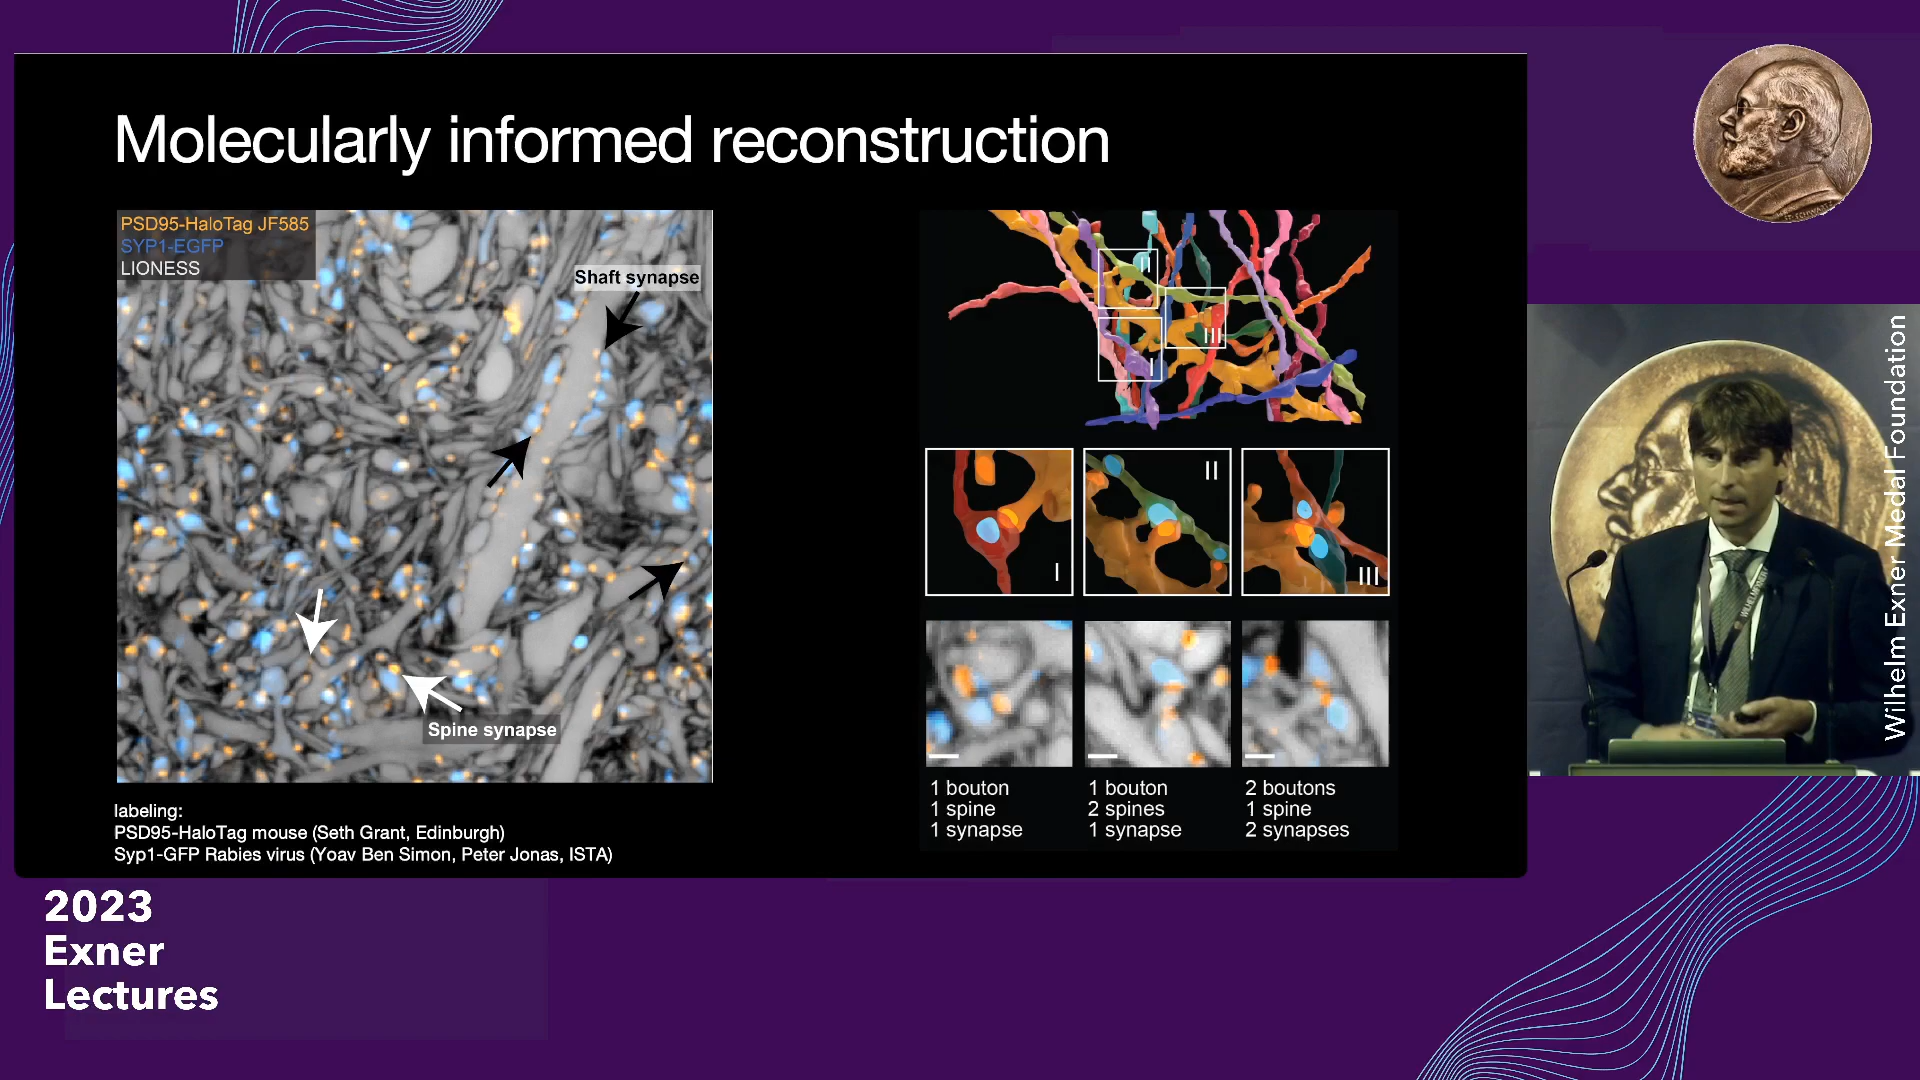 Molecularly informed reconstruction
PSD95-HaloTag JF585
SYP1-EGFP
LIONESS
Shaft synapse
Spine synapse
labeling:
PSD95-HaloTag mouse (Seth Grant, Edinburgh)
Syp1-GFP Rabies virus (Yoav Ben Simon, Peter Jonas, ISTA)
II
III
I
I
II
III
1 bouton
1 spine
1 synapse
1 bouton
2 spines
1 synapse
2 boutons
1 spine
2 synapses
Wilhelm Exner Medal Foundation
2023
Exner
Lectures